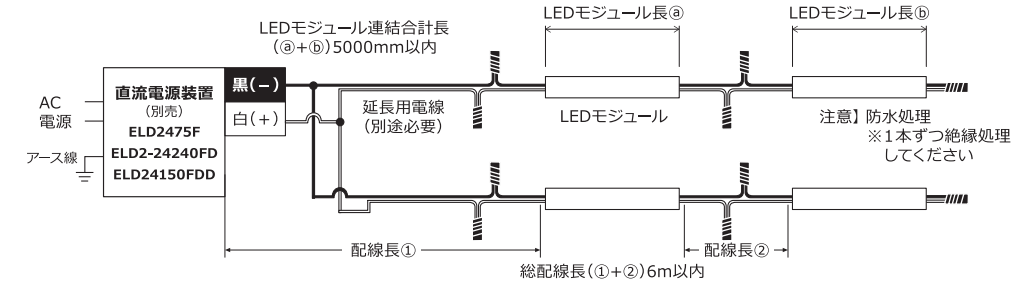 LEDモジュール連結合計長
(ⓐ+ⓑ)5000mm以内
LEDモジュール長ⓐ
LEDモジュール長ⓑ
直流電源装置
(別売)
ELD2475F
ELD2-24240FD
ELD24150FDD
黒(−)
白(+)
AC
電源
アース線
延長用電線
(別途必要)
LEDモジュール
注意】防水処理
※1本ずつ絶縁処理
してください
配線長①
配線長②
総配線長(①+②)6m以内